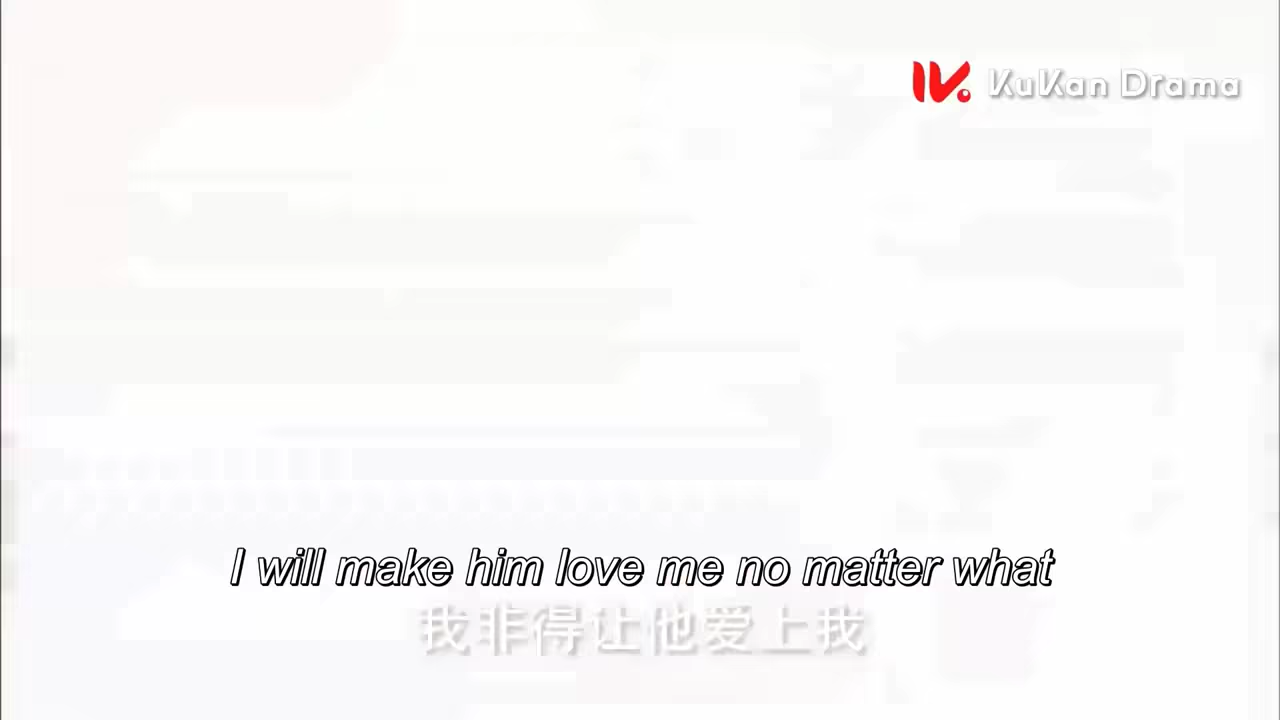 KuKan Drama
I will make him love me no matter what
我非得让他爱上我